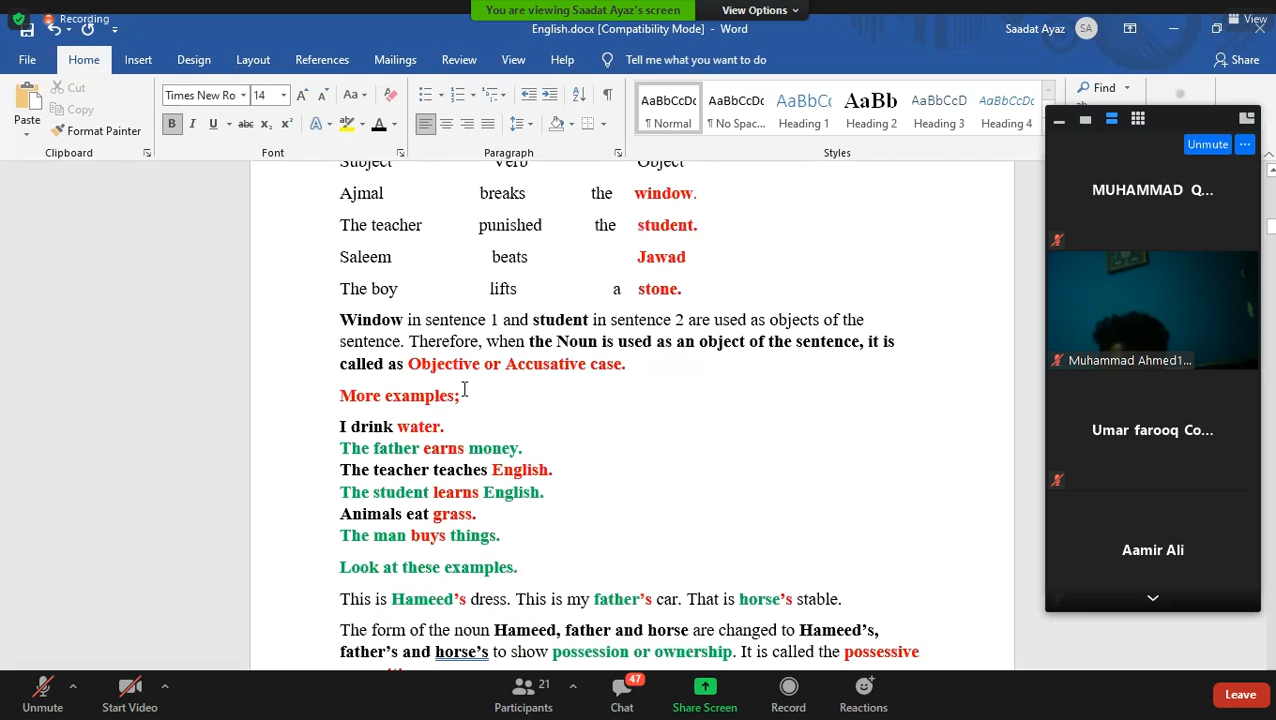 Recording
You are viewing Saadat Ayaz's screen
View Options
View
English.docx [Compatibility Mode] - Word
Saadat Ayaz
SA
File Home Insert Design Layout References Mailings Review View Help Tell me what you want to do
Share
Paste
Cut
Copy
Format Painter
Clipboard
Times New Ro 14
Aa
B I U abc x₂ x²
A A
Font
Paragraph
AaBbCcDc AaBbCcDc AaBbCc AaBb AaBbCcD AaBbCcD
¶ Normal ¶ No Spac... Heading 1 Heading 2 Heading 3 Heading 4
Styles
Find
Subject Verb Object
Ajmal breaks the window.
The teacher punished the student.
Saleem beats Jawad
The boy lifts a stone.
Window in sentence 1 and student in sentence 2 are used as objects of the
sentence. Therefore, when the Noun is used as an object of the sentence, it is
called as Objective or Accusative case.
More examples;
I drink water.
The father earns money.
The teacher teaches English.
The student learns English.
Animals eat grass.
The man buys things.
Look at these examples.
This is Hameed's dress. This is my father's car. That is horse's stable.
The form of the noun Hameed, father and horse are changed to Hameed's,
father's and horse's to show possession or ownership. It is called the possessive
Unmute
...
MUHAMMAD Q...
Muhammad Ahmed1...
Umar farooq Co...
Aamir Ali
Unmute
Start Video
21
Participants
47
Chat
Share Screen
Record
Reactions
Leave